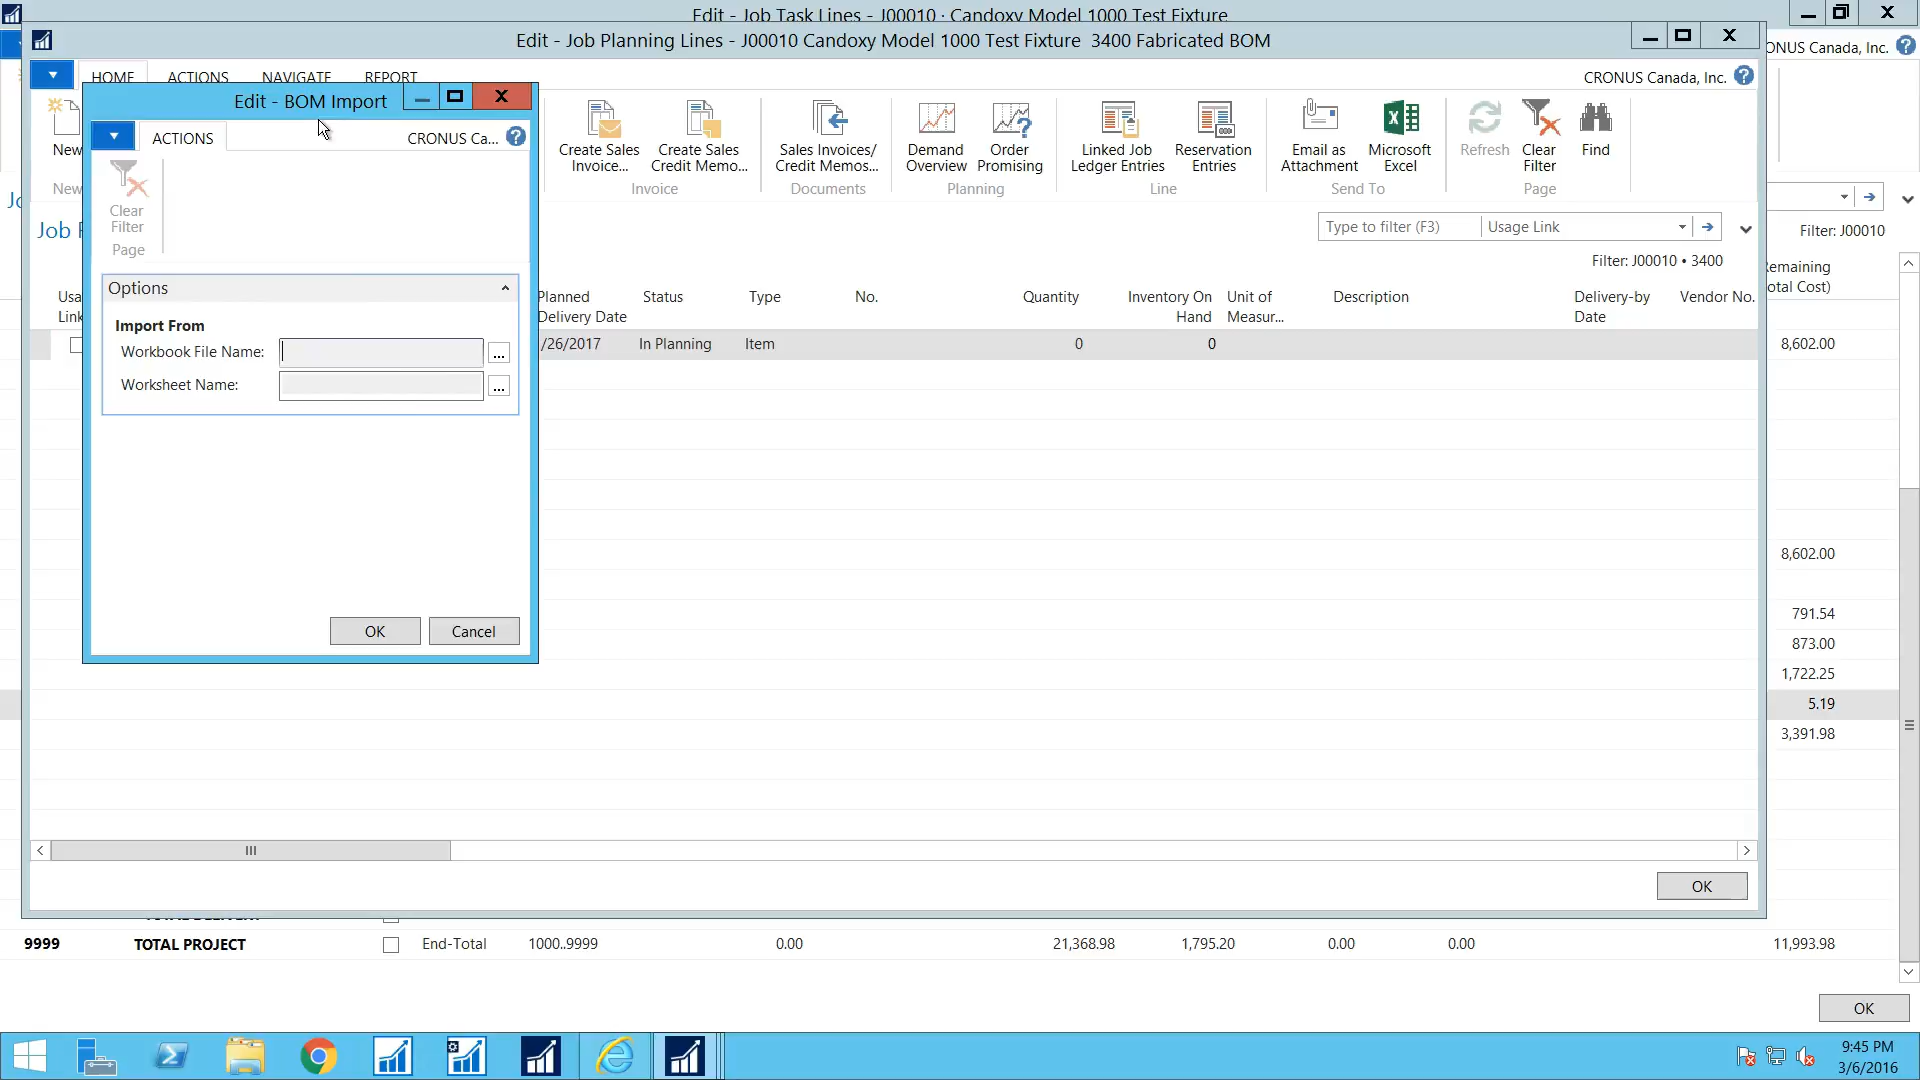 Edit - Job Task Lines - J00010 · Candoxy Model 1000 Test Fixture
Edit - Job Planning Lines - J00010 Candoxy Model 1000 Test Fixture 3400 Fabricated BOM
ONUS Canada, Inc.
HOME ACTIONS NAVIGATE REPORT
CRONUS Canada, Inc.
Edit - BOM Import
ACTIONS
CRONUS Ca...
Clear
Filter
Page
New
New
Create Sales
Invoice...
Create Sales
Credit Memo...
Invoice
Sales Invoices/
Credit Memos...
Documents
Demand
Overview
Order
Promising
Planning
Linked Job
Ledger Entries
Reservation
Entries
Line
Email as
Attachment
Microsoft
Excel
Send To
Refresh
Clear
Filter
Find
Page
Job
Type to filter (F3)
Usage Link
Filter: J00010
Filter: J00010 • 3400
Options
Import From
Workbook File Name:
...
Worksheet Name:
...
OK
Cancel
Usa
Link
Planned
Delivery Date
Status
Type
No.
Quantity
Inventory On
Hand
Unit of
Measur...
Description
Delivery-by
Date
Vendor No.
emaining
otal Cost)
/26/2017 In Planning Item 0 0
8,602.00
8,602.00
791.54
873.00
1,722.25
5.19
3,391.98
OK
9999 TOTAL PROJECT End-Total 1000..9999 0.00 21,368.98 1,795.20 0.00 0.00 11,993.98
OK
9:45 PM
3/6/2016